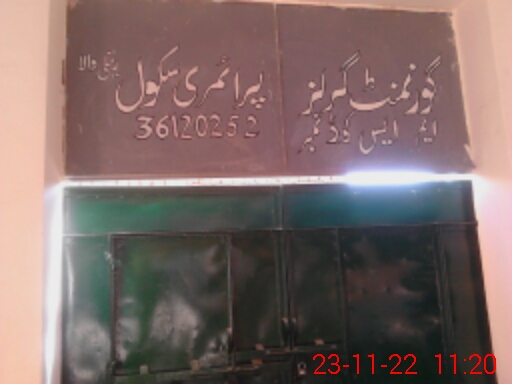 گورنمنٹ گرلز پرائمری سکول
ایم ایس کوڈ نمبر 36120252
23-11-22 11:20